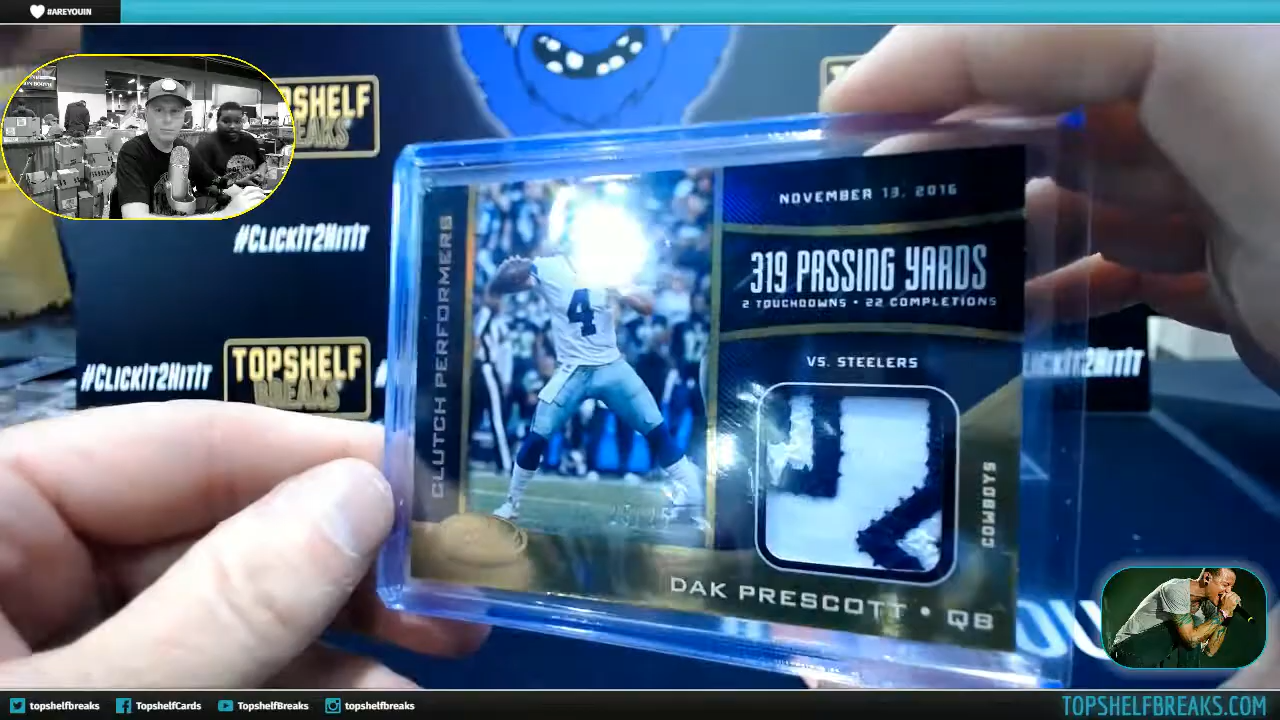 #AREYOUIN
TOPSHELF
BREAKS
#CLICKIT2HITIT
#CLICKIT2HITIT
TOPSHELF
BREAKS
CLUTCH PERFORMERS
NOVEMBER 13, 2016
319 PASSING YARDS
2 TOUCHDOWNS • 22 COMPLETIONS
VS. STEELERS
4
COWBOYS
DAK PRESCOTT • QB
topshelfbreaks
TopshelfCards
TopshelfBreaks
topshelfbreaks
TOPSHELFBREAKS.COM